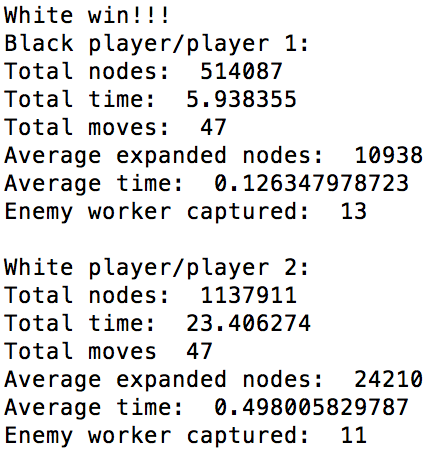 White win!!!
Black player/player 1:
Total nodes:  514087
Total time:  5.938355
Total moves:  47
Average expanded nodes:  10938
Average time:  0.126347978723
Enemy worker captured:  13

White player/player 2:
Total nodes:  1137911
Total time:  23.406274
Total moves  47
Average expanded nodes:  24210
Average time:  0.498005829787
Enemy worker captured:  11